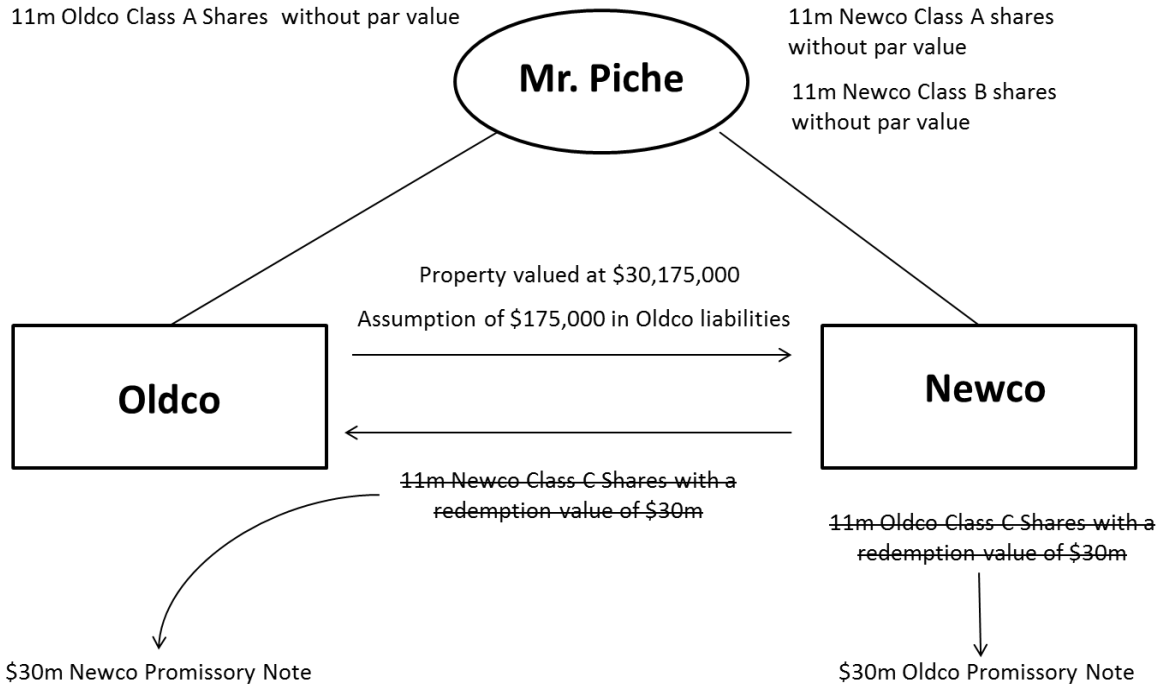 11m Oldco Class A Shares  without par value
Mr. Piche
11m Newco Class A shares
without par value
11m Newco Class B shares
without par value
Property valued at $30,175,000
Assumption of $175,000 in Oldco liabilities
Oldco
Newco
11m Newco Class C Shares with a
redemption value of $30m
11m Oldco Class C Shares with a
redemption value of $30m
$30m Newco Promissory Note
$30m Oldco Promissory Note